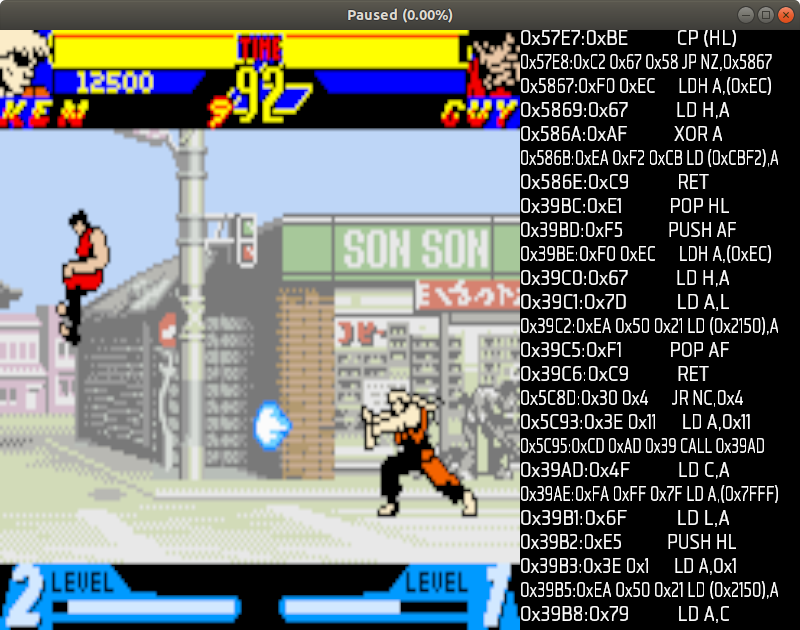 Paused (0.00%)
TIME
12500
9 92
KEN
GUY
SON SON
LEVEL
2
LEVEL
7
0x57E7:0xBE CP (HL)
0x57E8:0xC2 0x67 0x58 JP NZ,0x5867
0x5867:0xF0 0xEC LDH A,(0xEC)
0x5869:0x67 LD H,A
0x586A:0xAF XOR A
0x586B:0xEA 0xF2 0xCB LD (0xCBF2),A
0x586E:0xC9 RET
0x39BC:0xE1 POP HL
0x39BD:0xF5 PUSH AF
0x39BE:0xF0 0xEC LDH A,(0xEC)
0x39C0:0x67 LD H,A
0x39C1:0x7D LD A,L
0x39C2:0xEA 0x50 0x21 LD (0x2150),A
0x39C5:0xF1 POP AF
0x39C6:0xC9 RET
0x5C8D:0x30 0x4 JR NC,0x4
0x5C93:0x3E 0x11 LD A,0x11
0x5C95:0xCD 0xAD 0x39 CALL 0x39AD
0x39AD:0x4F LD C,A
0x39AE:0xFA 0xFF 0x7F LD A,(0x7FFF)
0x39B1:0x6F LD L,A
0x39B2:0xE5 PUSH HL
0x39B3:0x3E 0x1 LD A,0x1
0x39B5:0xEA 0x50 0x21 LD (0x2150),A
0x39B8:0x79 LD A,C